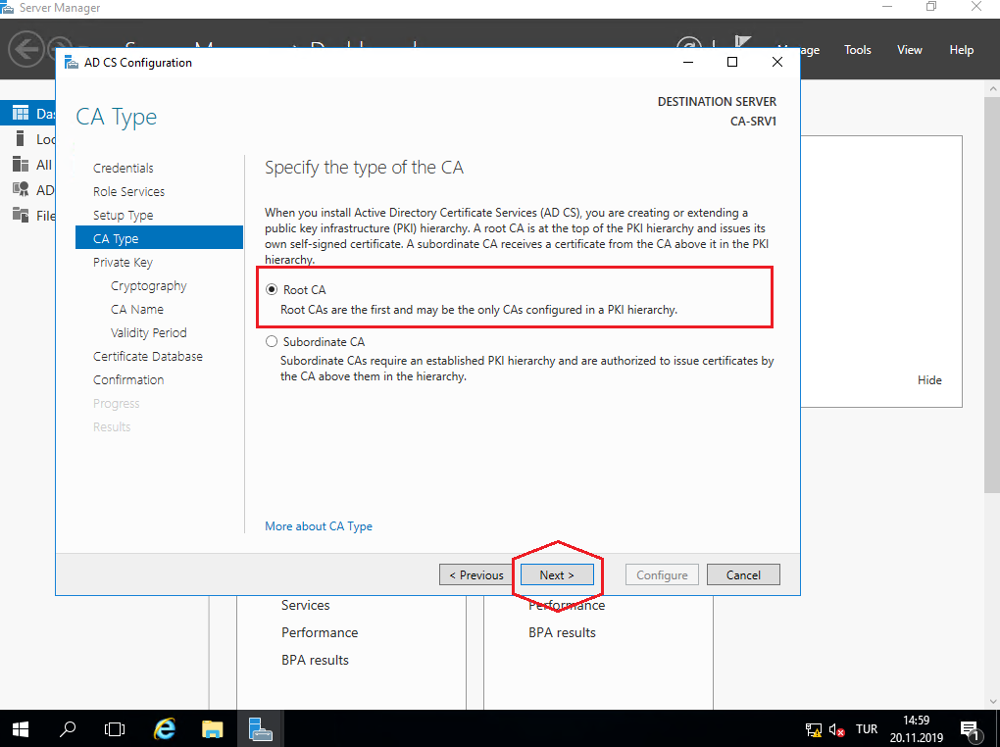 Server Manager
Manage
Tools
View
Help
AD CS Configuration
CA Type
DESTINATION SERVER
CA-SRV1
Credentials
Role Services
Setup Type
CA Type
Private Key
Cryptography
CA Name
Validity Period
Certificate Database
Confirmation
Progress
Results
Specify the type of the CA
When you install Active Directory Certificate Services (AD CS), you are creating or extending a
public key infrastructure (PKI) hierarchy. A root CA is at the top of the PKI hierarchy and issues its
own self-signed certificate. A subordinate CA receives a certificate from the CA above it in the PKI
hierarchy.
Root CA
Root CAs are the first and may be the only CAs configured in a PKI hierarchy.
Subordinate CA
Subordinate CAs require an established PKI hierarchy and are authorized to issue certificates by
the CA above them in the hierarchy.
More about CA Type
< Previous
Next >
Configure
Cancel
Das
Loc
All
AD
File
Hide
Services
Performance
BPA results
Performance
BPA results
TUR
14:59
20.11.2019
1